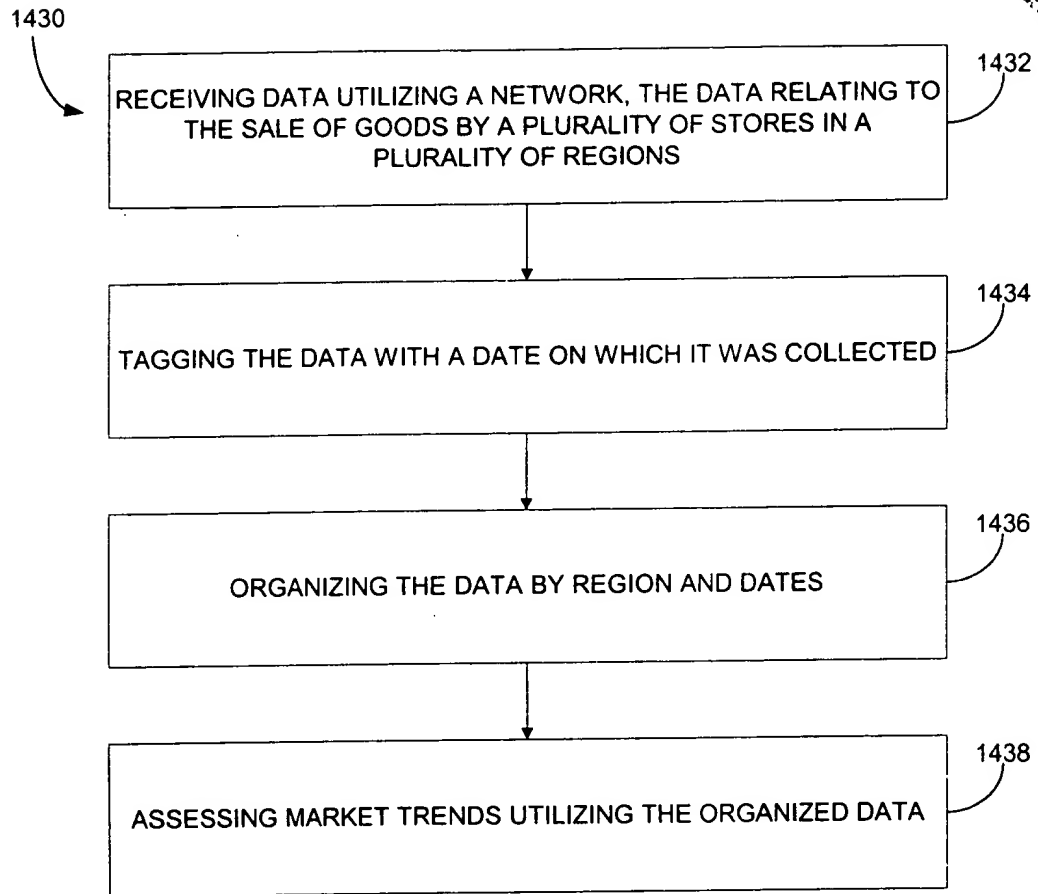 1430
1432
RECEIVING DATA UTILIZING A NETWORK, THE DATA RELATING TO
THE SALE OF GOODS BY A PLURALITY OF STORES IN A
PLURALITY OF REGIONS
1434
TAGGING THE DATA WITH A DATE ON WHICH IT WAS COLLECTED
1436
ORGANIZING THE DATA BY REGION AND DATES
1438
ASSESSING MARKET TRENDS UTILIZING THE ORGANIZED DATA